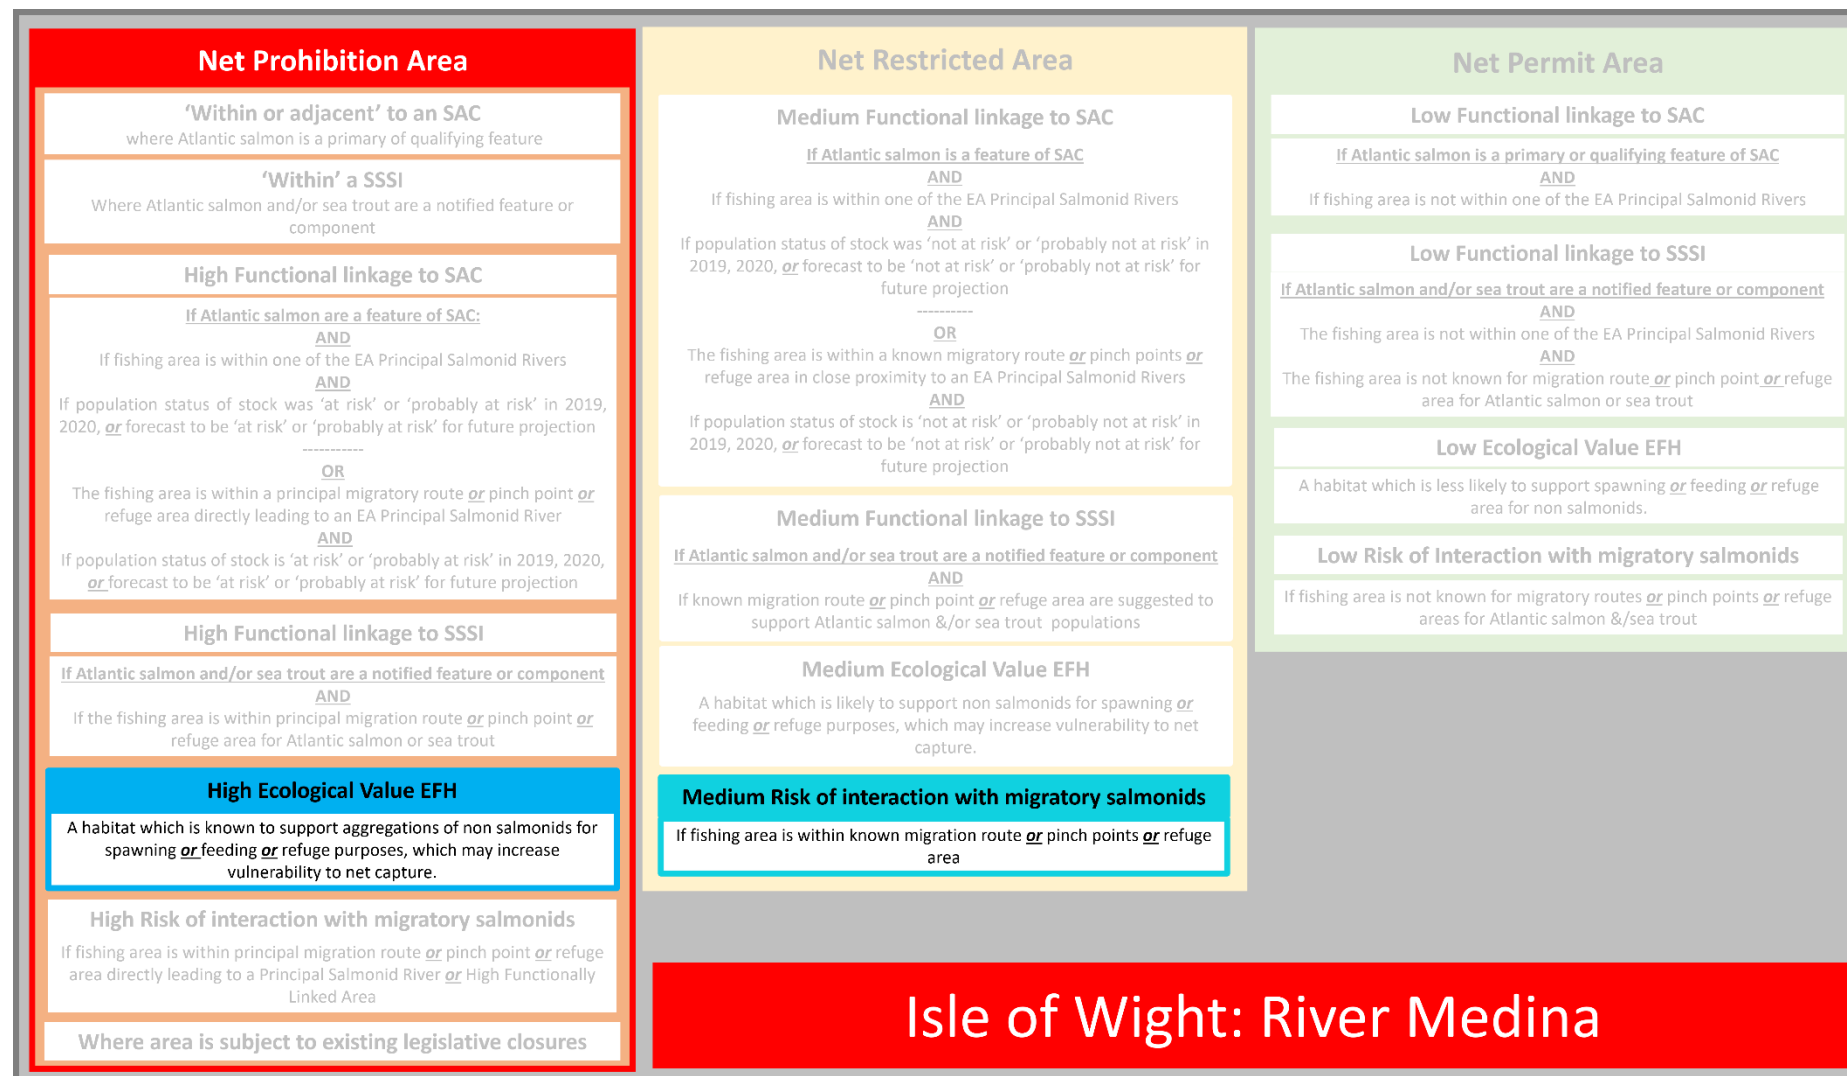 Net Prohibition Area
'Within or adjacent' to an SAC
where Atlantic salmon is a primary of qualifying feature
'Within' a SSSI
Where Atlantic salmon and/or sea trout are a notified feature or
component
High Functional linkage to SAC
If Atlantic salmon are a feature of SAC:
AND
If fishing area is within one of the EA Principal Salmonid Rivers
AND
If population status of stock was 'at risk' or 'probably at risk' in 2019,
2020, or forecast to be 'at risk' or 'probably at risk' for future projection
-----------
OR
The fishing area is within a principal migratory route or pinch point or
refuge area directly leading to an EA Principal Salmonid River
AND
If population status of stock is 'at risk' or 'probably at risk' in 2019, 2020,
or forecast to be 'at risk' or 'probably at risk' for future projection
High Functional linkage to SSSI
If Atlantic salmon and/or sea trout are a notified feature or component
AND
If the fishing area is within principal migration route or pinch point or
refuge area for Atlantic salmon or sea trout
High Ecological Value EFH
A habitat which is known to support aggregations of non salmonids for
spawning or feeding or refuge purposes, which may increase
vulnerability to net capture.
High Risk of interaction with migratory salmonids
If fishing area is within principal migration route or pinch point or refuge
area directly leading to a Principal Salmonid River or High Functionally
Linked Area
Where area is subject to existing legislative closures
Net Restricted Area
Medium Functional linkage to SAC
If Atlantic salmon is a feature of SAC
AND
If fishing area is within one of the EA Principal Salmonid Rivers
AND
If population status of stock was 'not at risk' or 'probably not at risk' in
2019, 2020, or forecast to be 'not at risk' or 'probably not at risk' for
future projection
----------
OR
The fishing area is within a known migratory route or pinch points or
refuge area in close proximity to an EA Principal Salmonid Rivers
AND
If population status of stock is 'not at risk' or 'probably not at risk' in
2019, 2020, or forecast to be 'not at risk' or 'probably not at risk' for
future projection
Medium Functional linkage to SSSI
If Atlantic salmon and/or sea trout are a notified feature or component
AND
If known migration route or pinch point or refuge area are suggested to
support Atlantic salmon &/or sea trout populations
Medium Ecological Value EFH
A habitat which is likely to support non salmonids for spawning or
feeding or refuge purposes, which may increase vulnerability to net
capture.
Medium Risk of interaction with migratory salmonids
If fishing area is within known migration route or pinch points or refuge
area
Net Permit Area
Low Functional linkage to SAC
If Atlantic salmon is a primary or qualifying feature of SAC
AND
If fishing area is not within one of the EA Principal Salmonid Rivers
Low Functional linkage to SSSI
If Atlantic salmon and/or sea trout are a notified feature or component
AND
The fishing area is not within one of the EA Principal Salmonid Rivers
AND
The fishing area is not known for migration route or pinch point or refuge
area for Atlantic salmon or sea trout
Low Ecological Value EFH
A habitat which is less likely to support spawning or feeding or refuge
area for non salmonids.
Low Risk of Interaction with migratory salmonids
If fishing area is not known for migratory routes or pinch points or refuge
areas for Atlantic salmon &/sea trout
Isle of Wight: River Medina